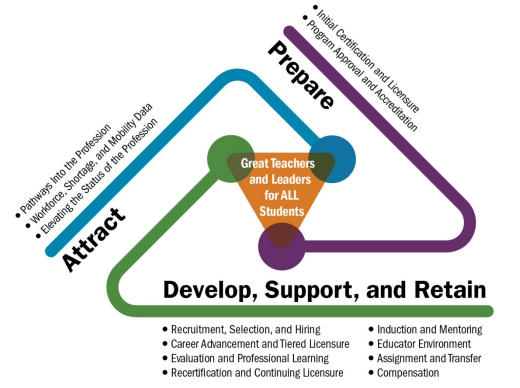 Prepare
• Initial Certification and Licensure
• Program Approval and Accreditation
Attract
• Pathways Into the Profession
• Workforce, Shortage, and Mobility Data
• Elevating the Status of the Profession
Great Teachers
and Leaders
for ALL
Students
Develop, Support, and Retain
• Recruitment, Selection, and Hiring
• Career Advancement and Tiered Licensure
• Evaluation and Professional Learning
• Recertification and Continuing Licensure
• Induction and Mentoring
• Educator Environment
• Assignment and Transfer
• Compensation